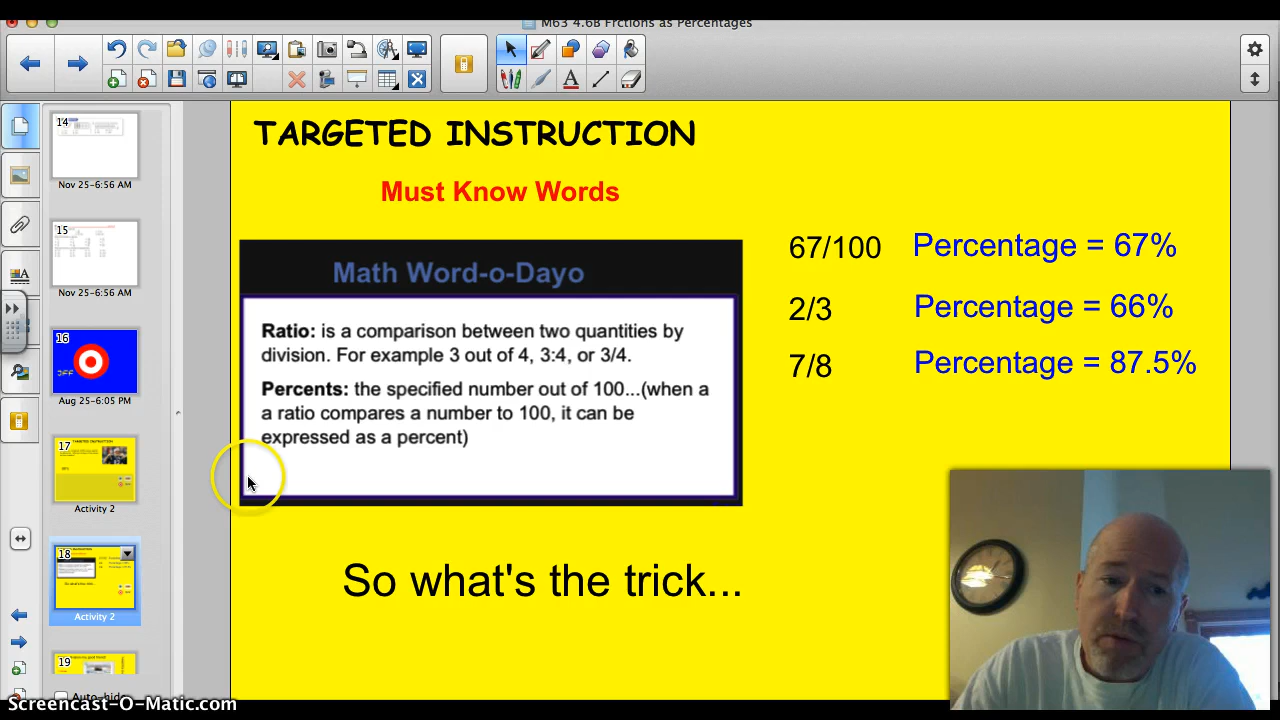 M63 4.6B Frctions as Percentages
14
Nov 25-6:56 AM
15
Nov 25-6:56 AM
16
OFF
Aug 25-6:05 PM
17
Activity 2
18
Activity 2
19
Auto-hide
TARGETED INSTRUCTION
Must Know Words
Math Word-o-Dayo
Ratio: is a comparison between two quantities by
division. For example 3 out of 4, 3:4, or 3/4.
Percents: the specified number out of 100...(when a
a ratio compares a number to 100, it can be
expressed as a percent)
67/100 Percentage = 67%
2/3 Percentage = 66%
7/8 Percentage = 87.5%
So what's the trick...
Screencast-O-Matic.com